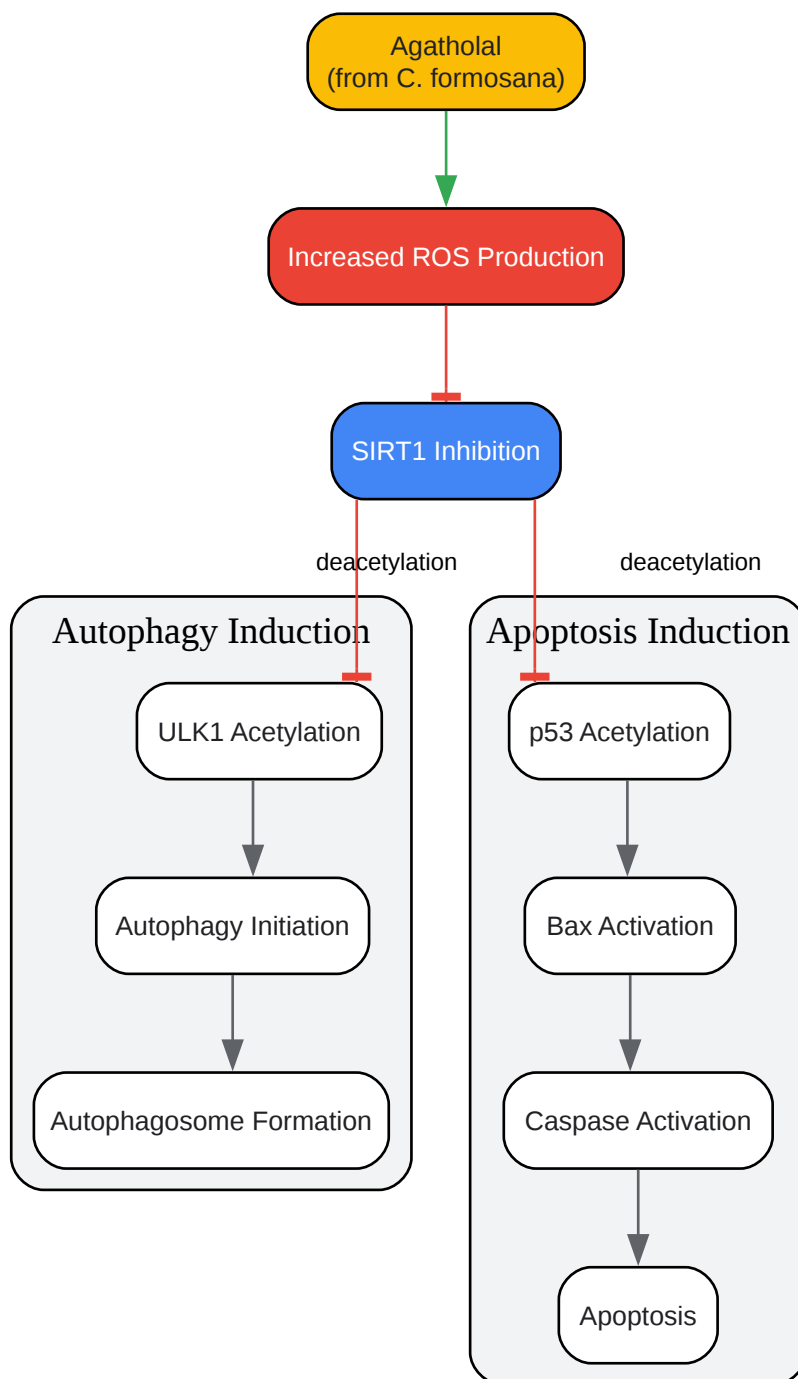 Agatholal
(from C. formosana)
Increased ROS Production
SIRT1 Inhibition
deacetylation
deacetylation
Autophagy Induction
ULK1 Acetylation
Autophagy Initiation
Autophagosome Formation
Apoptosis Induction
p53 Acetylation
Bax Activation
Caspase Activation
Apoptosis